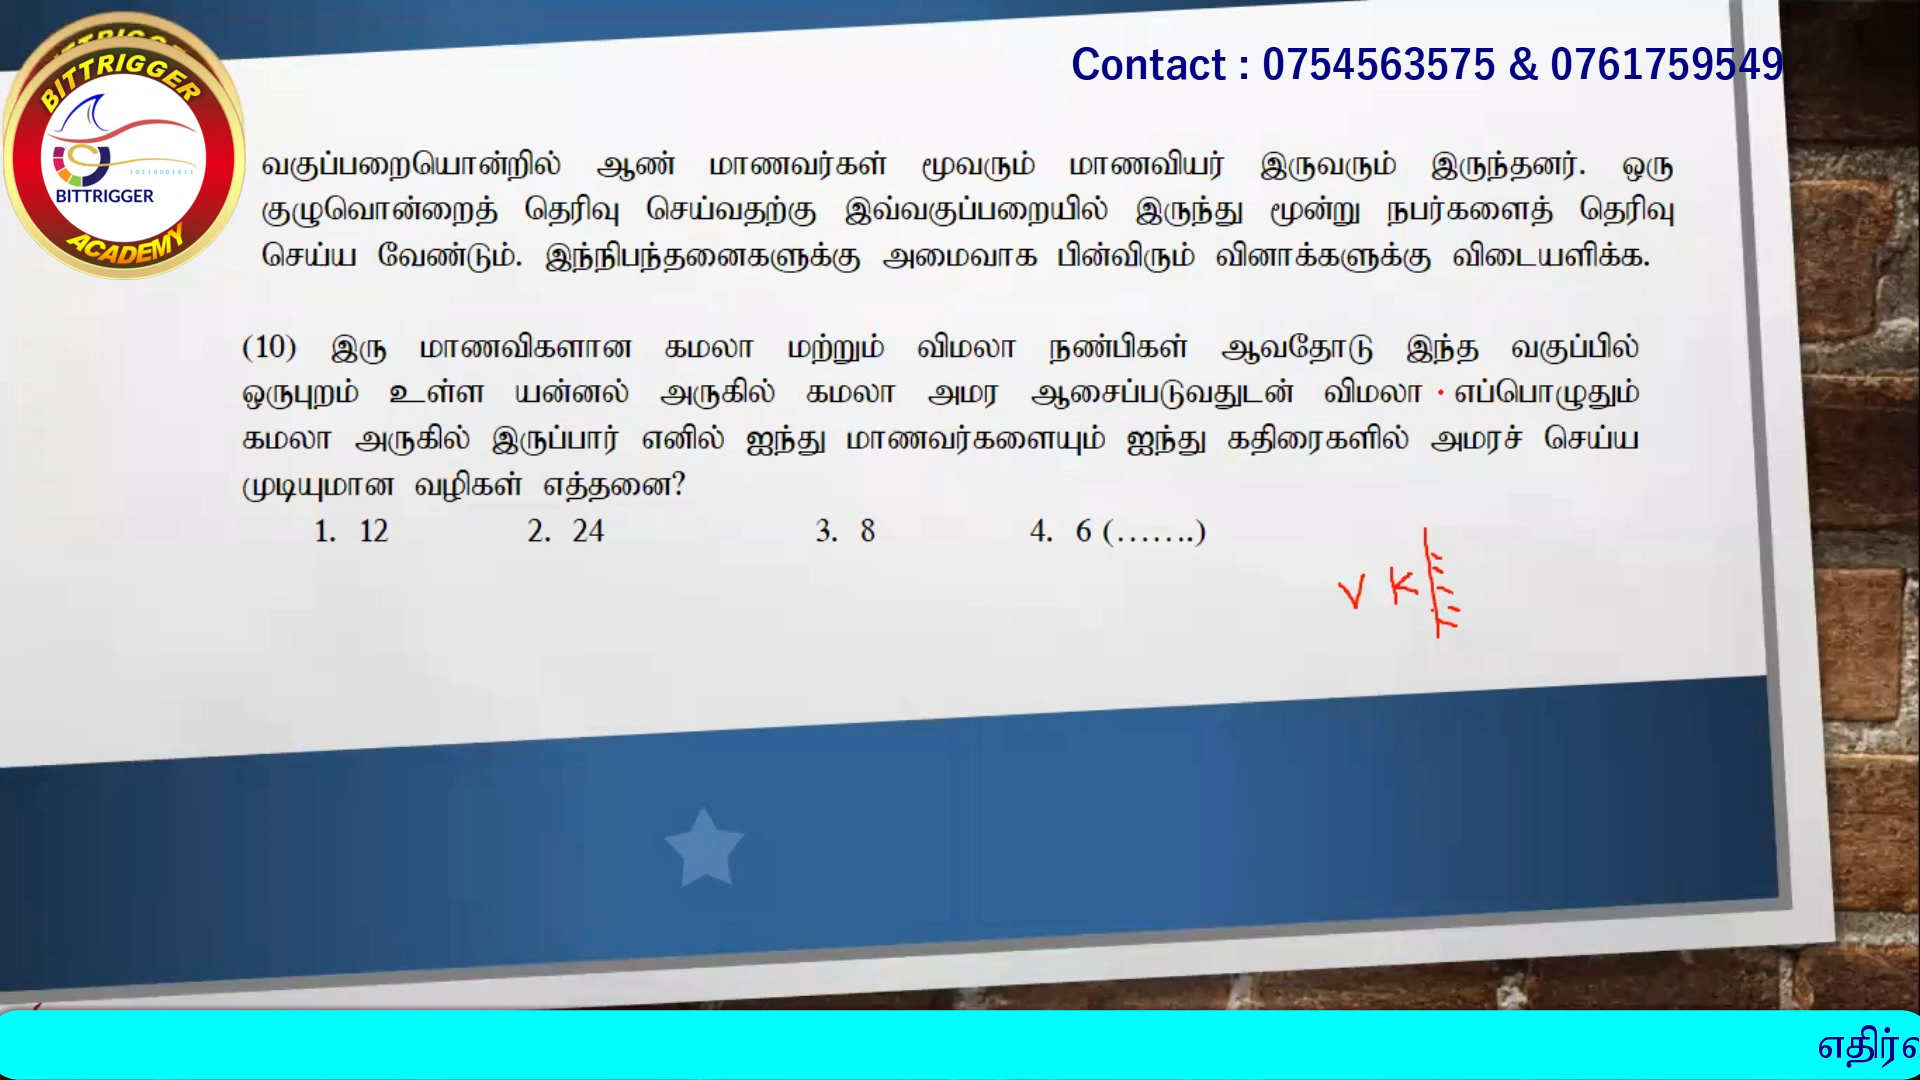 BITTRIGGER
BITTRIGGER
10110001011
BITTRIGGER
ACADEMY
Contact : 0754563575 & 0761759549
வகுப்பறையொன்றில் ஆண் மாணவர்கள் மூவரும் மாணவியர் இருவரும் இருந்தனர். ஒரு
குழுவொன்றைத் தெரிவு செய்வதற்கு இவ்வகுப்பறையில் இருந்து மூன்று நபர்களைத் தெரிவு
செய்ய வேண்டும். இந்நிபந்தனைகளுக்கு அமைவாக பின்விரும் வினாக்களுக்கு விடையளிக்க.
(10) இரு மாணவிகளான கமலா மற்றும் விமலா நண்பிகள் ஆவதோடு இந்த வகுப்பில்
ஒருபுறம் உள்ள யன்னல் அருகில் கமலா அமர ஆசைப்படுவதுடன் விமலா எப்பொழுதும்
கமலா அருகில் இருப்பார் எனில் ஐந்து மாணவர்களையும் ஐந்து கதிரைகளில் அமரச் செய்ய
முடியுமான வழிகள் எத்தனை?
1. 12 2. 24 3. 8 4. 6 (.......)
V K